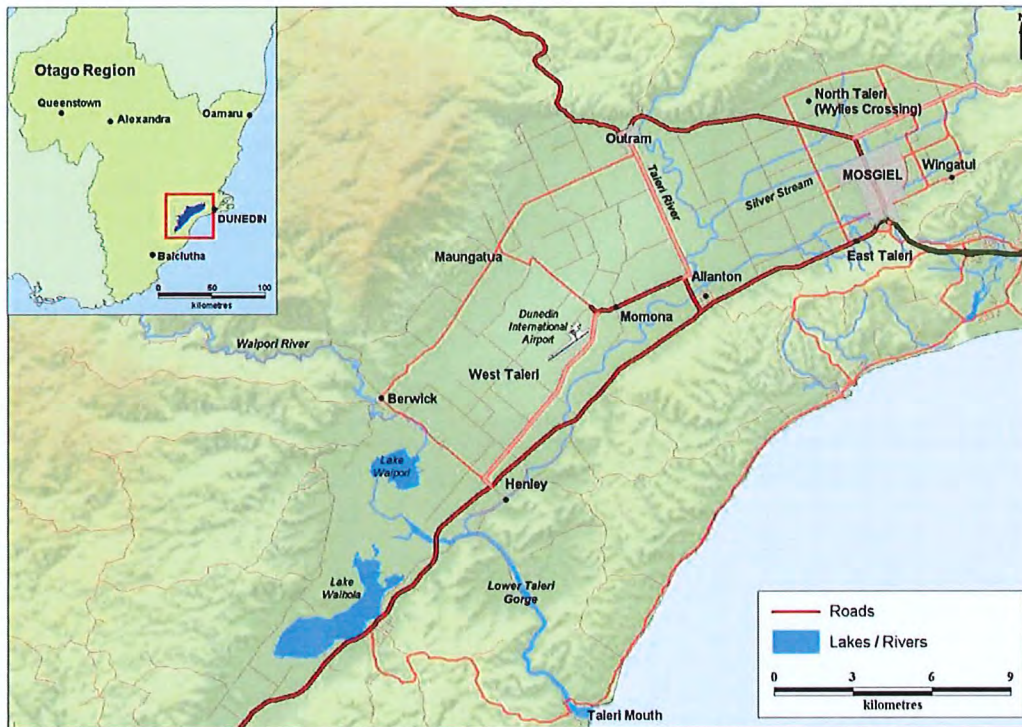 Otago Region
Queenstown
Alexandra
Oamaru
DUNEDIN
Balclutha
0 50 100
kilometres
N
North Taieri
(Wylies Crossing)
Outram
MOSGIEL
Wingatui
Silver Stream
Taieri River
East Taieri
Maungatua
Allanton
Momona
Dunedin
International
Airport
Waipori River
West Taieri
Berwick
Lake
Waipori
Henley
Lake
Waihola
Lower Taieri
Gorge
Taieri Mouth
Roads
Lakes / Rivers
0 3 6 9
kilometres